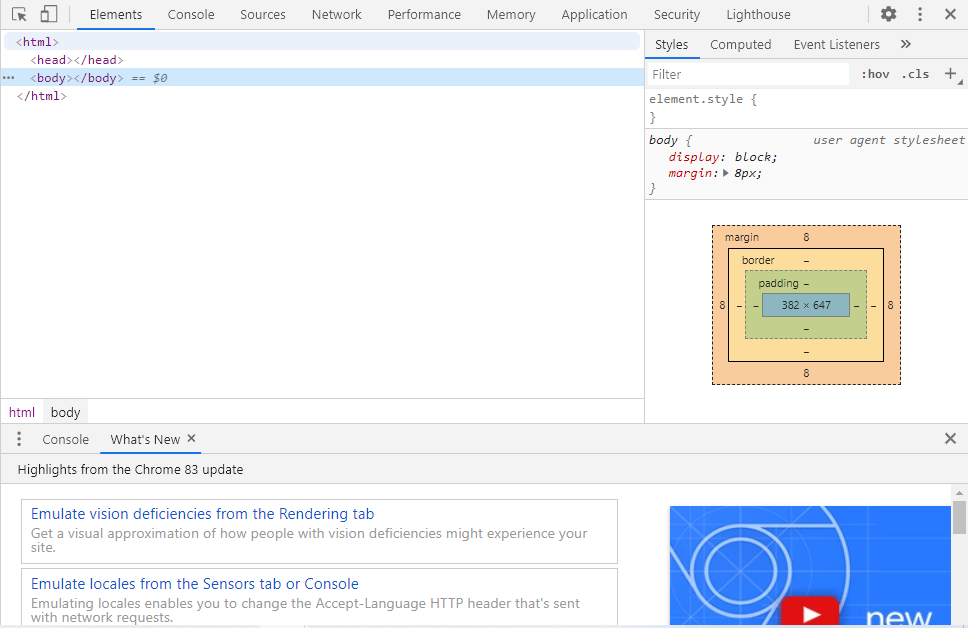 Elements Console Sources Network Performance Memory Application Security Lighthouse
<html>
<head></head>
<body></body> == $0
</html>
html body
Styles Computed Event Listeners »
Filter :hov .cls +
element.style {
}
body { user agent stylesheet
display: block;
margin: 8px;
}
margin 8
border –
padding –
8 – – 382 × 647 – – 8
–
–
8
Console What's New ×
Highlights from the Chrome 83 update
Emulate vision deficiencies from the Rendering tab
Get a visual approximation of how people with vision deficiencies might experience your
site.
Emulate locales from the Sensors tab or Console
Emulating locales enables you to change the Accept-Language HTTP header that's sent
with network requests.
new